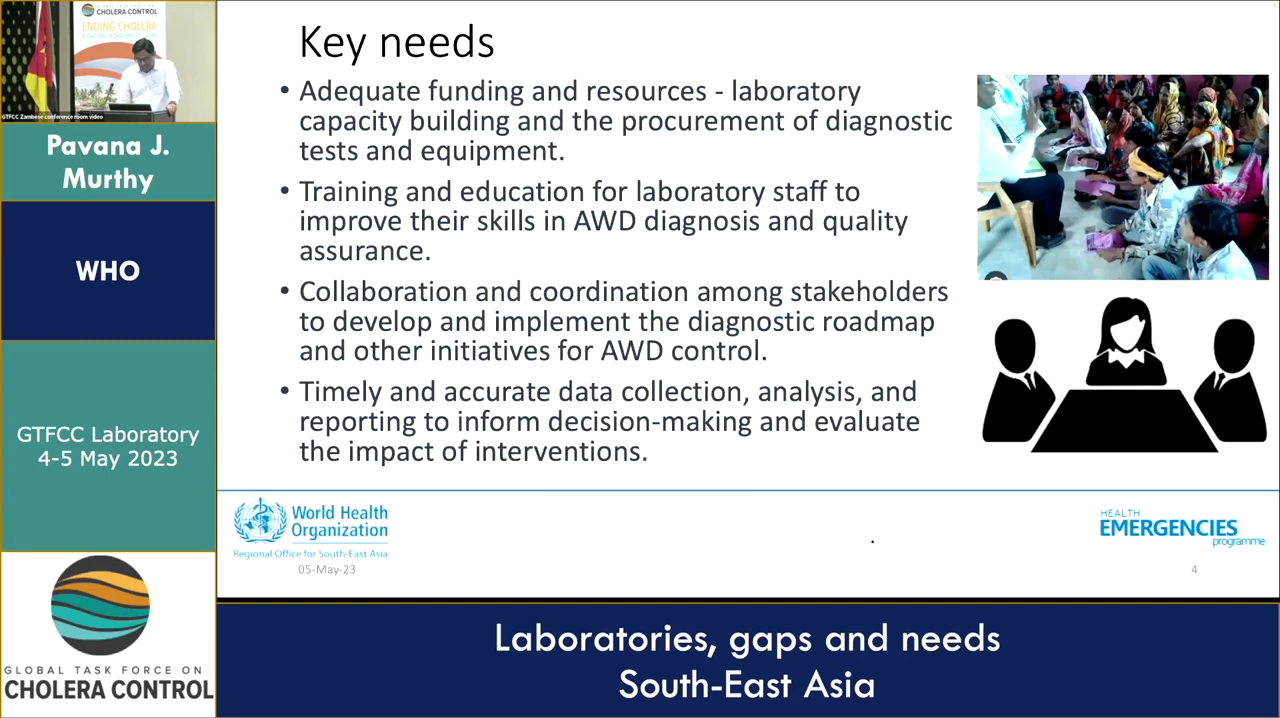 CHOLERA CONTROL
ENDING CHOLERA
GTFCC Zambese conference room video
Pavana J.
Murthy
WHO
GTFCC Laboratory
4-5 May 2023
GLOBAL TASK FORCE ON
CHOLERA CONTROL
Key needs
• Adequate funding and resources - laboratory
capacity building and the procurement of diagnostic
tests and equipment.
• Training and education for laboratory staff to
improve their skills in AWD diagnosis and quality
assurance.
• Collaboration and coordination among stakeholders
to develop and implement the diagnostic roadmap
and other initiatives for AWD control.
• Timely and accurate data collection, analysis, and
reporting to inform decision-making and evaluate
the impact of interventions.
World Health
Organization
Regional Office for South-East Asia
HEALTH
EMERGENCIES
programme
05-May-23
4
Laboratories, gaps and needs
South-East Asia